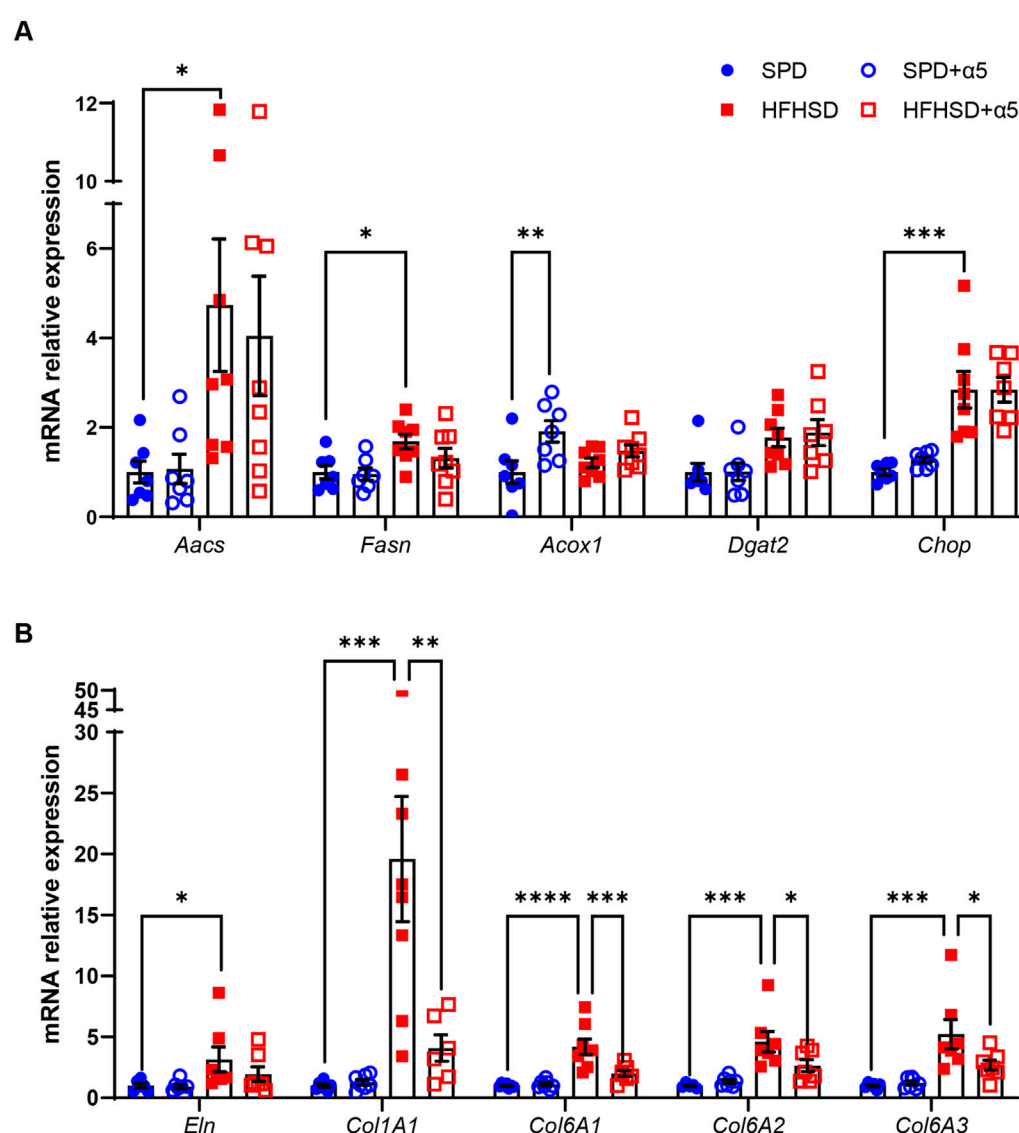 A
SPD SPD+α5
HFHSD HFHSD+α5
mRNA relative expression
12
10
6
4
2
0
* * ** ***
Aacs Fasn Acox1 Dgat2 Chop
B
mRNA relative expression
50
45
30
25
20
15
10
5
0
*** **
* **** *** *** * *** *
Eln Col1A1 Col6A1 Col6A2 Col6A3